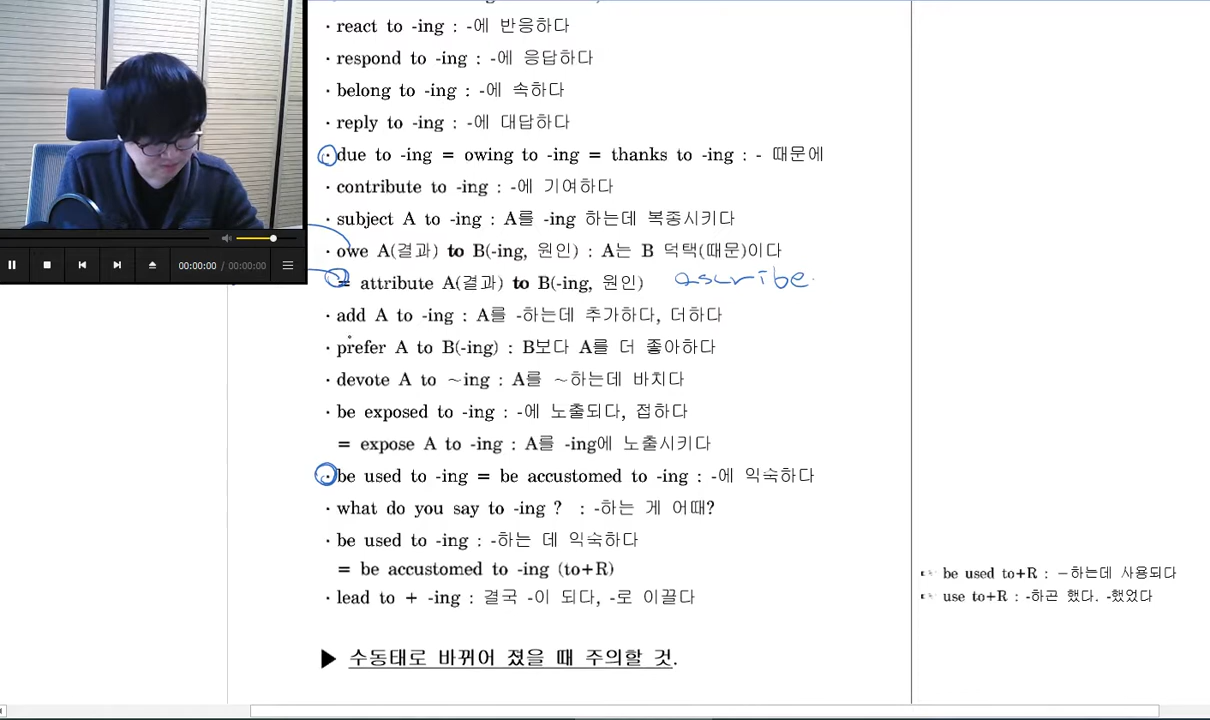 · react to -ing : -에 반응하다
· respond to -ing : -에 응답하다
· belong to -ing : -에 속하다
· reply to -ing : -에 대답하다
· due to -ing = owing to -ing = thanks to -ing : - 때문에
· contribute to -ing : -에 기여하다
· subject A to -ing : A를 -ing 하는데 복종시키다
· owe A(결과) to B(-ing, 원인) : A는 B 덕택(때문)이다
= attribute A(결과) to B(-ing, 원인) ascribe.
00:00:00 / 00:00:00
· add A to -ing : A를 -하는데 추가하다, 더하다
· prefer A to B(-ing) : B보다 A를 더 좋아하다
· devote A to ~ing : A를 ~하는데 바치다
· be exposed to -ing : -에 노출되다, 접하다
= expose A to -ing : A를 -ing에 노출시키다
· be used to -ing = be accustomed to -ing : -에 익숙하다
· what do you say to -ing ? : -하는 게 어때?
· be used to -ing : -하는 데 익숙하다
= be accustomed to -ing (to+R)
· lead to + -ing : 결국 -이 되다, -로 이끌다
☞ be used to+R : -하는데 사용되다
☞ use to+R : -하곤 했다. -했었다
▶ 수동태로 바뀌어 졌을 때 주의할 것.